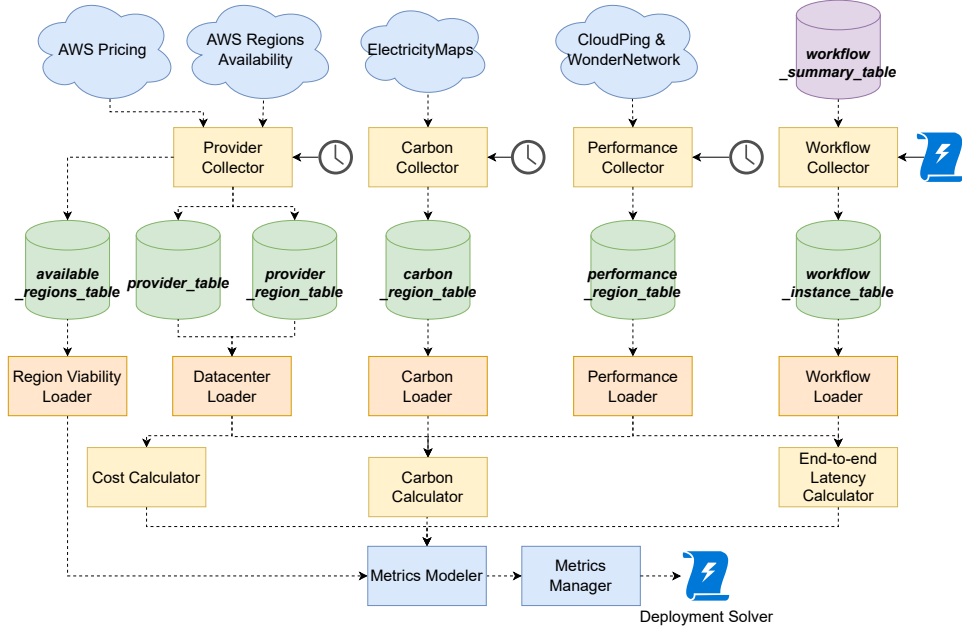 AWS Pricing
AWS Regions
Availability
ElectricityMaps
CloudPing &
WonderNetwork
workflow
_summary_table
Provider
Collector
Carbon
Collector
Performance
Collector
Workflow
Collector
available
_regions_table
provider_table
provider
_region_table
carbon
_region_table
performance
_region_table
workflow
_instance_table
Region Viability
Loader
Datacenter
Loader
Carbon
Loader
Performance
Loader
Workflow
Loader
Cost Calculator
Carbon
Calculator
End-to-end
Latency
Calculator
Metrics Modeler
Metrics
Manager
Deployment Solver